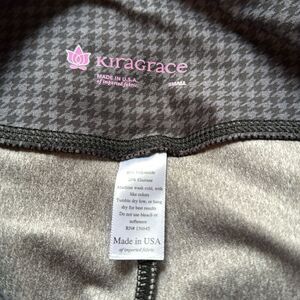 KIRAGRACE
MADE IN U.S.A.
of imported fabric
SMALL
20% Elastane
Machine wash cold, with
like colors
Tumble dry low, or hang
dry for best results
Do not use bleach or
softeners
Made in USA
of imported fabric